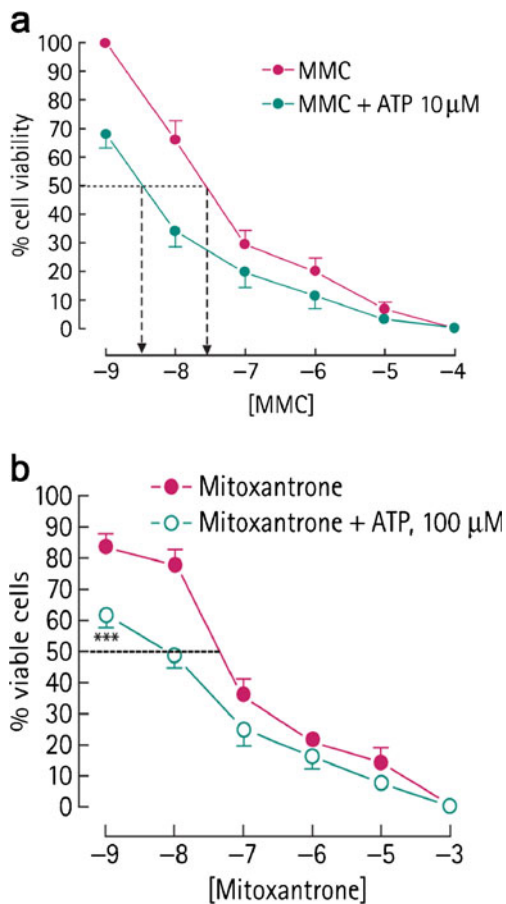 a
MMC
MMC + ATP 10 μM
% cell viability
100
90
80
70
60
50
40
30
20
10
0
−9 −8 −7 −6 −5 −4
[MMC]
b
Mitoxantrone
Mitoxantrone + ATP, 100 μM
% viable cells
100
90
80
70
60
***
50
40
30
20
10
0
−9 −8 −7 −6 −5 −3
[Mitoxantrone]